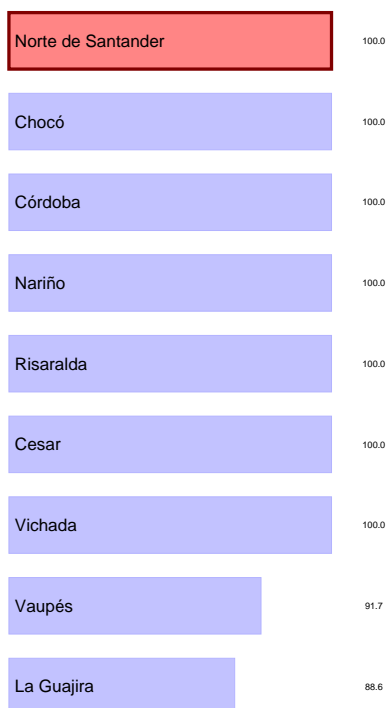 Norte de Santander 100.0
Chocó 100.0
Córdoba 100.0
Nariño 100.0
Risaralda 100.0
Cesar 100.0
Vichada 100.0
Vaupés 91.7
La Guajira 88.6